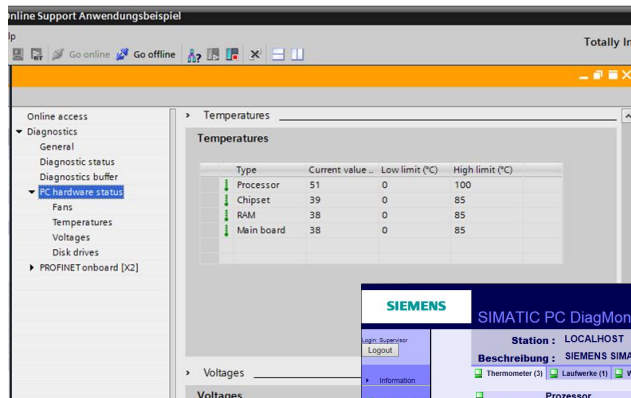 Online Support Anwendungsbeispiel
lp
Totally In
Go online Go offline
Online access
Diagnostics
General
Diagnostic status
Diagnostics buffer
PC hardware status
Fans
Temperatures
Voltages
Disk drives
PROFINET onboard [X2]
Temperatures
Temperatures
Type Current value .. Low limit (°C) High limit (°C)
Processor 51 0 100
Chipset 39 0 85
RAM 38 0 85
Main board 38 0 85
Voltages
Voltages
SIEMENS
SIMATIC PC DiagMon
Login: Supervisor
Logout
Information
Station : LOCALHOST
Beschreibung : SIEMENS SIMA
Thermometer (3) Laufwerke (1) W
Prozessor